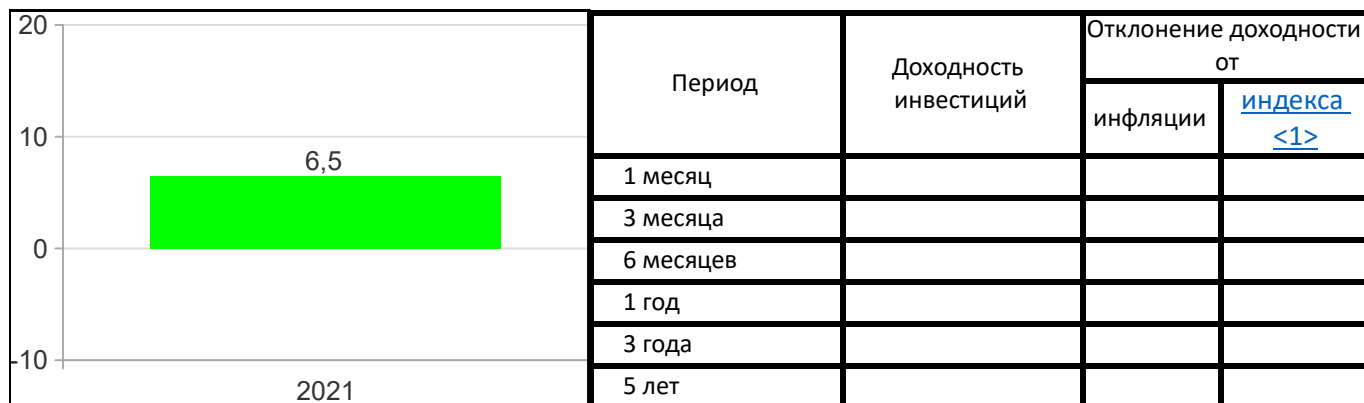 20
10
6,5
0
-10
2021
Период
Доходность
инвестиций
Отклонение доходности
от
инфляции
индекса
<1>
1 месяц
3 месяца
6 месяцев
1 год
3 года
5 лет